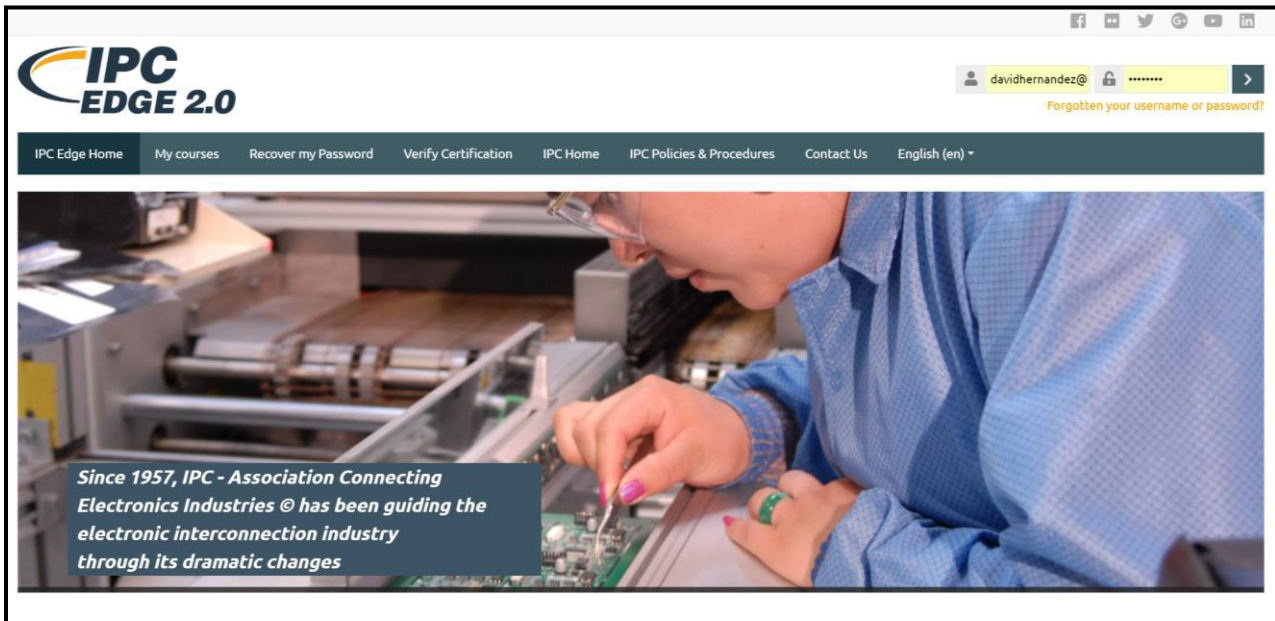 IPC
EDGE 2.0
davidhernandez@
••••••••
Forgotten your username or password?
IPC Edge Home My courses Recover my Password Verify Certification IPC Home IPC Policies & Procedures Contact Us English (en)
Since 1957, IPC - Association Connecting
Electronics Industries © has been guiding the
electronic interconnection industry
through its dramatic changes